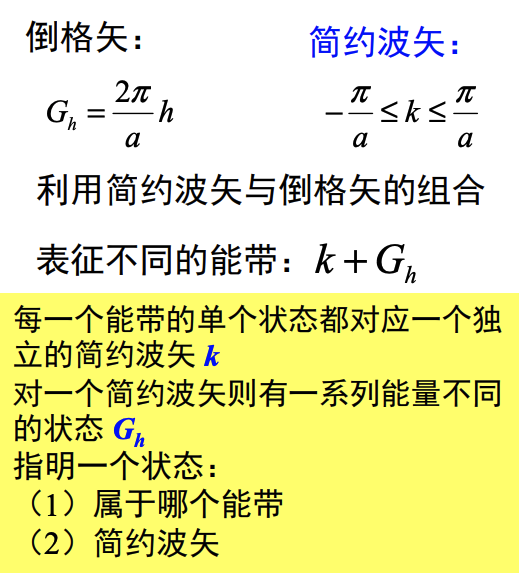 倒格矢： 简约波矢：
$G_h = \frac{2\pi}{a} h$ $-\frac{\pi}{a} \leq k \leq \frac{\pi}{a}$
利用简约波矢与倒格矢的组合
表征不同的能带：$k + G_h$
每一个能带的单个状态都对应一个独
立的简约波矢 k
对一个简约波矢则有一系列能量不同
的状态 $G_h$
指明一个状态：
（1）属于哪个能带
（2）简约波矢